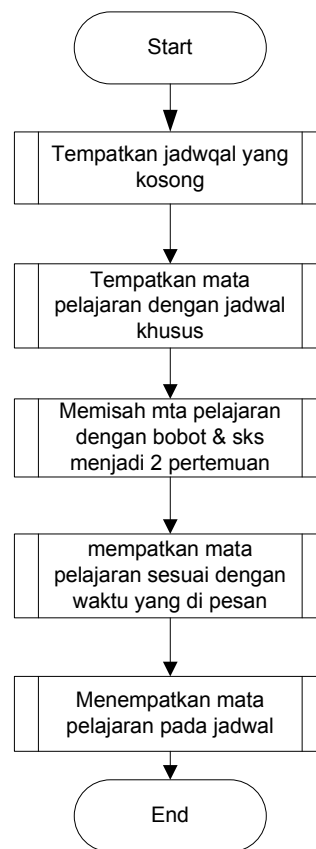 Start
Tempatkan jadwqal yang
kosong
Tempatkan mata
pelajaran dengan jadwal
khusus
Memisah mta pelajaran
dengan bobot & sks
menjadi 2 pertemuan
mempatkan mata
pelajaran sesuai dengan
waktu yang di pesan
Menempatkan mata
pelajaran pada jadwal
End